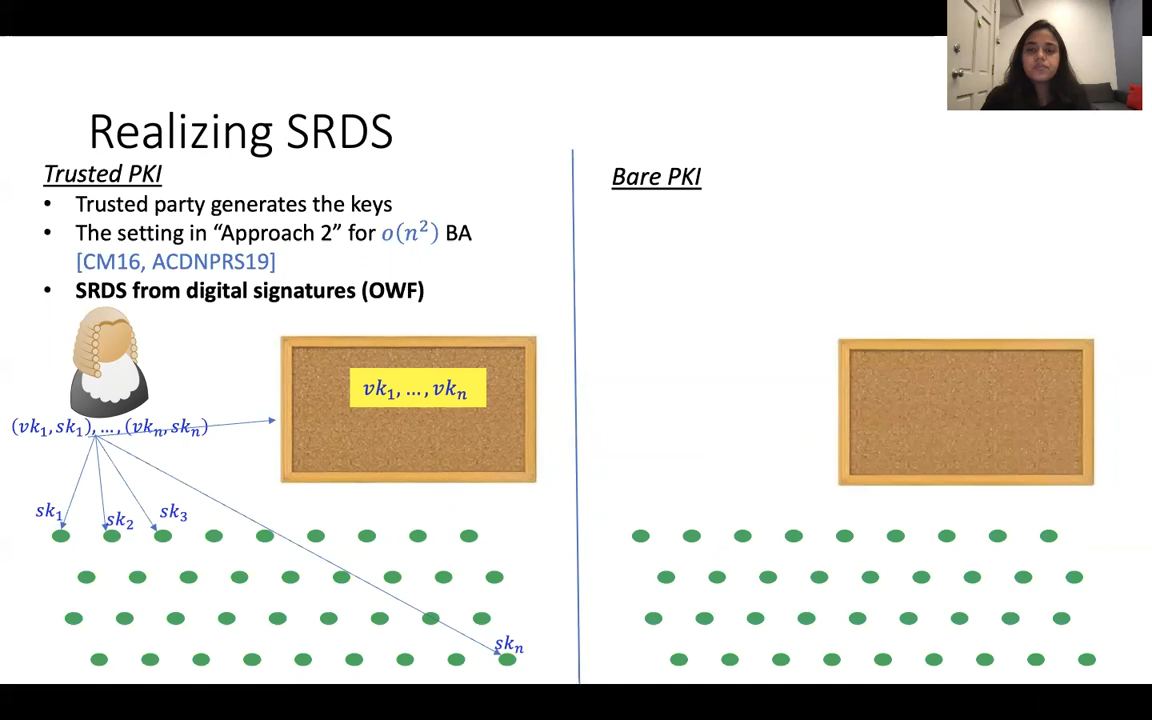 Realizing SRDS
Trusted PKI
• Trusted party generates the keys
• The setting in “Approach 2” for o(n²) BA
[CM16, ACDNPRS19]
• SRDS from digital signatures (OWF)
vk₁, …, vkₙ
(vk₁, sk₁), …, (vkₙ, skₙ)
sk₁
sk₂
sk₃
skₙ
Bare PKI